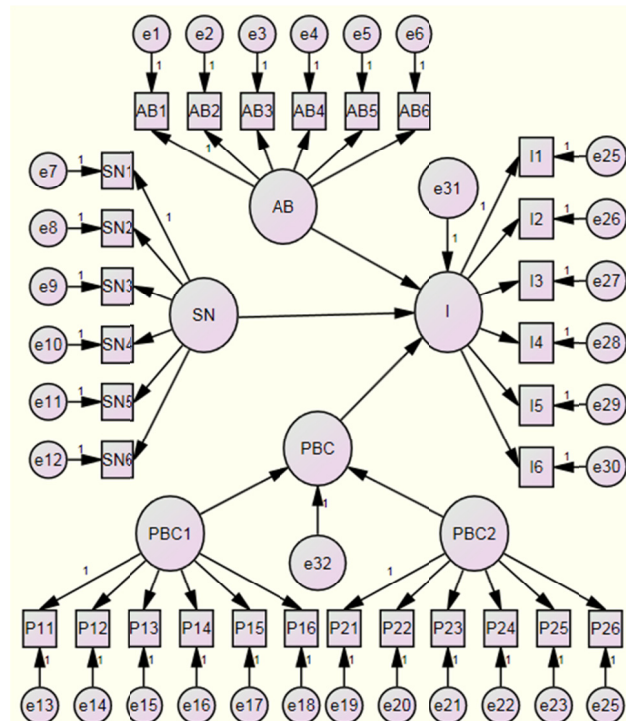 e1 e2 e3 e4 e5 e6
1 1 1 1 1 1
AB1 AB2 AB3 AB4 AB5 AB6
1
AB
e7 1 SN1
1
e8 1 SN2
e9 1 SN3
e10 1 SN4
e11 1 SN5
e12 1 SN6
SN
e31
1
I
1
I1 1 e25
I2 1 e26
I3 1 e27
I4 1 e28
I5 1 e29
I6 1 e30
PBC
1
e32
PBC1 PBC2
1 1
P11 P12 P13 P14 P15 P16 P21 P22 P23 P24 P25 P26
1 1 1 1 1 1 1 1 1 1 1 1
e13 e14 e15 e16 e17 e18 e19 e20 e21 e22 e23 e25